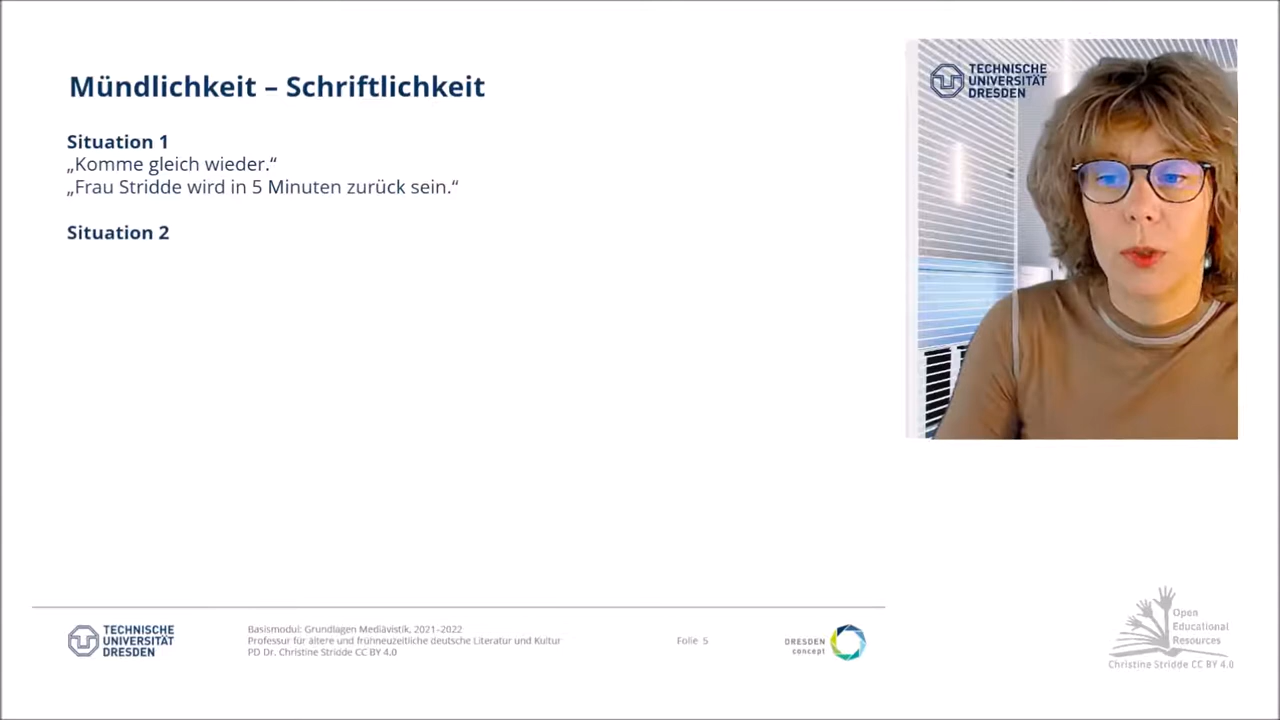 Mündlichkeit – Schriftlichkeit
Situation 1
„Komme gleich wieder.“
„Frau Stridde wird in 5 Minuten zurück sein.“
Situation 2
TECHNISCHE
UNIVERSITÄT
DRESDEN
TECHNISCHE
UNIVERSITÄT
DRESDEN
Basismodul: Grundlagen Mediävistik, 2021–2022
Professur für ältere und frühneuzeitliche deutsche Literatur und Kultur
PD Dr. Christine Stridde CC BY 4.0
Folie 5
DRESDEN
concept
Open
Educational
Resources
Christine Stridde CC BY 4.0